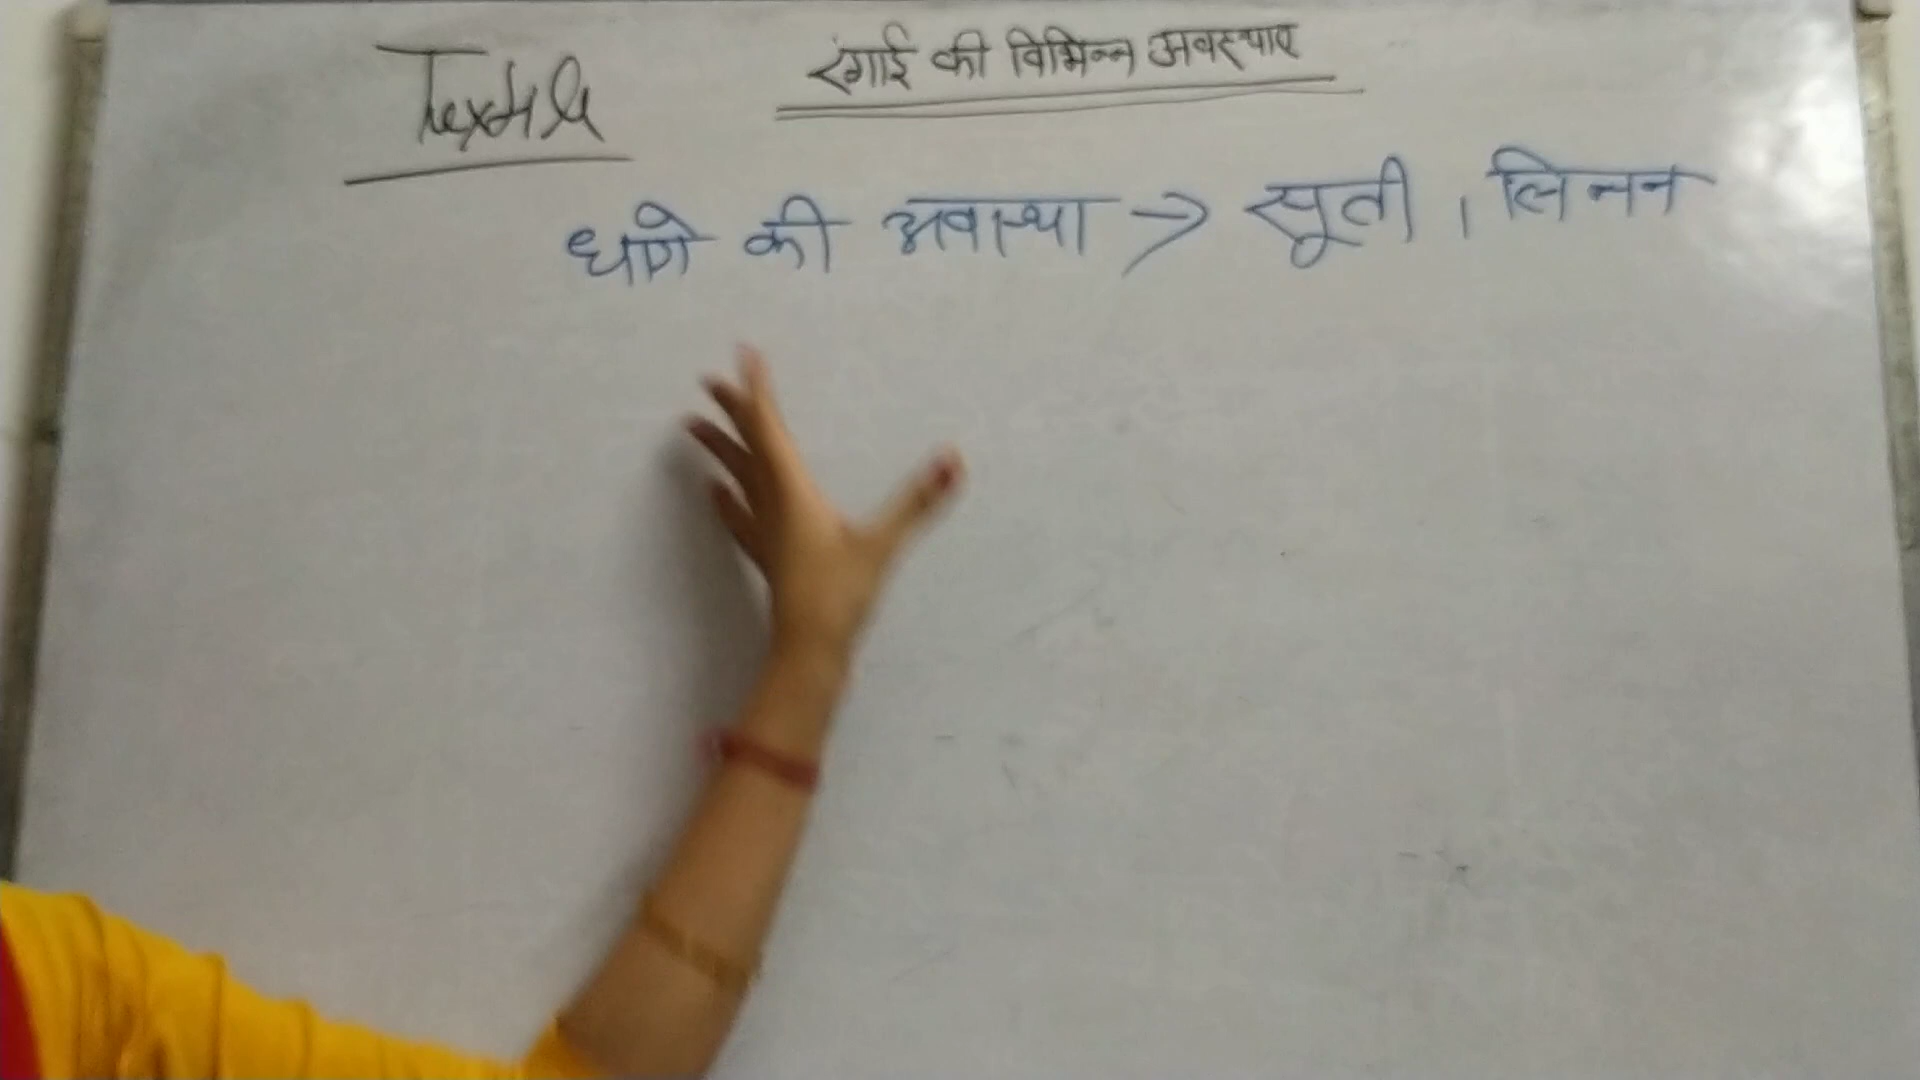 Textile
रंगाई की विभिन्न अवस्थाए
धागे की अवस्था → सूती, लिनन